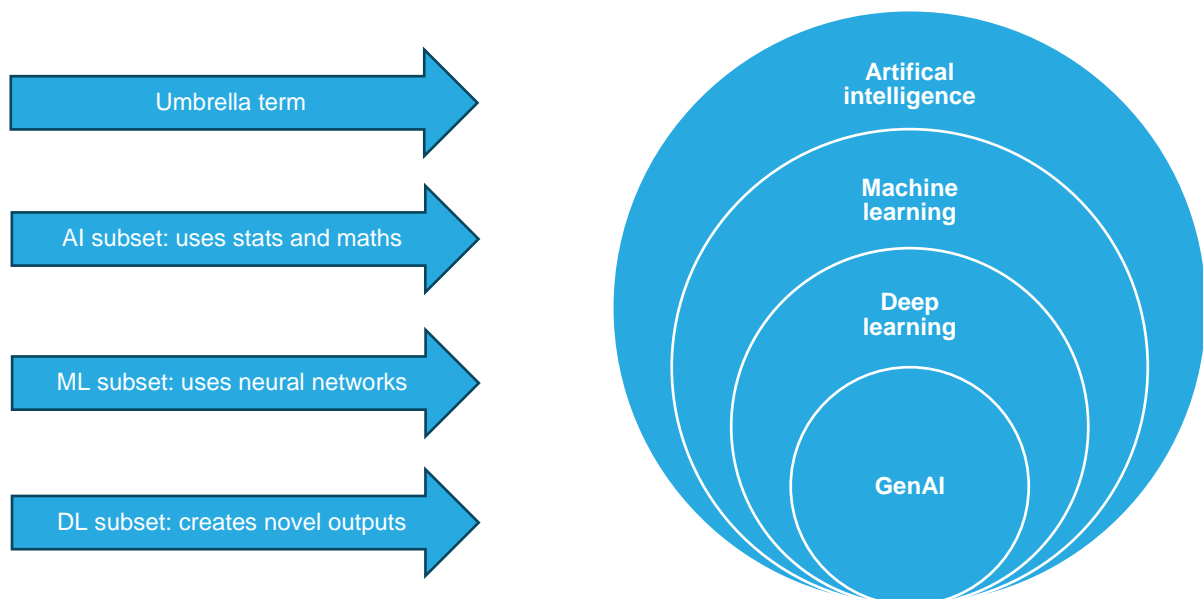 Umbrella term
AI subset: uses stats and maths
ML subset: uses neural networks
DL subset: creates novel outputs
Artifical
intelligence
Machine
learning
Deep
learning
GenAI